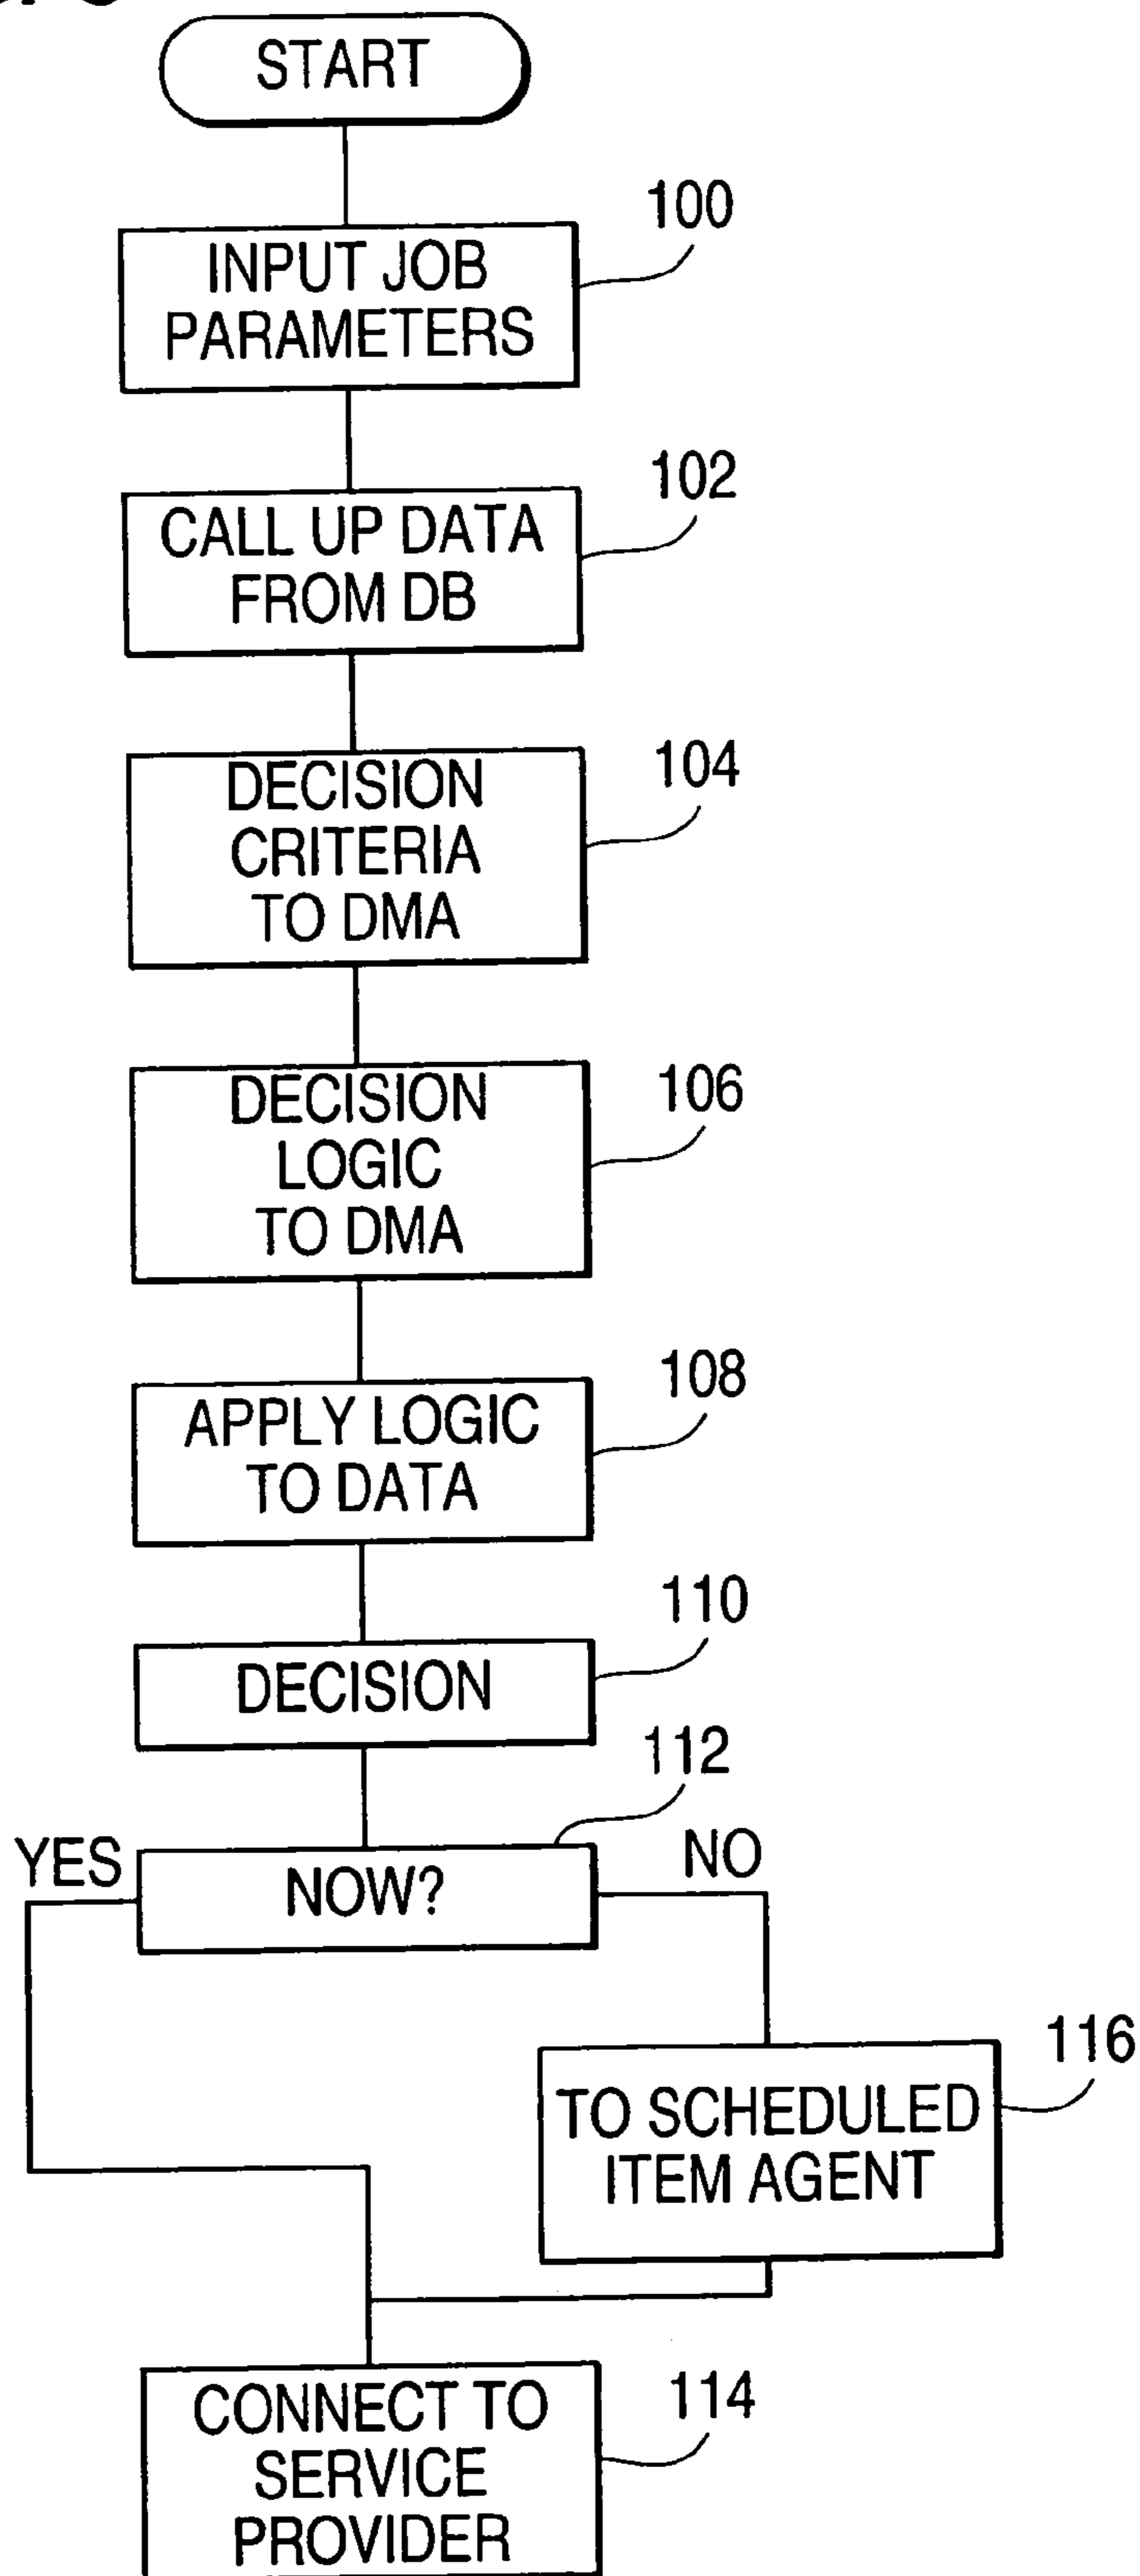 START
100
INPUT JOB
PARAMETERS
102
CALL UP DATA
FROM DB
104
DECISION
CRITERIA
TO DMA
106
DECISION
LOGIC
TO DMA
108
APPLY LOGIC
TO DATA
110
DECISION
112
YES
NOW?
NO
116
TO SCHEDULED
ITEM AGENT
114
CONNECT TO
SERVICE
PROVIDER